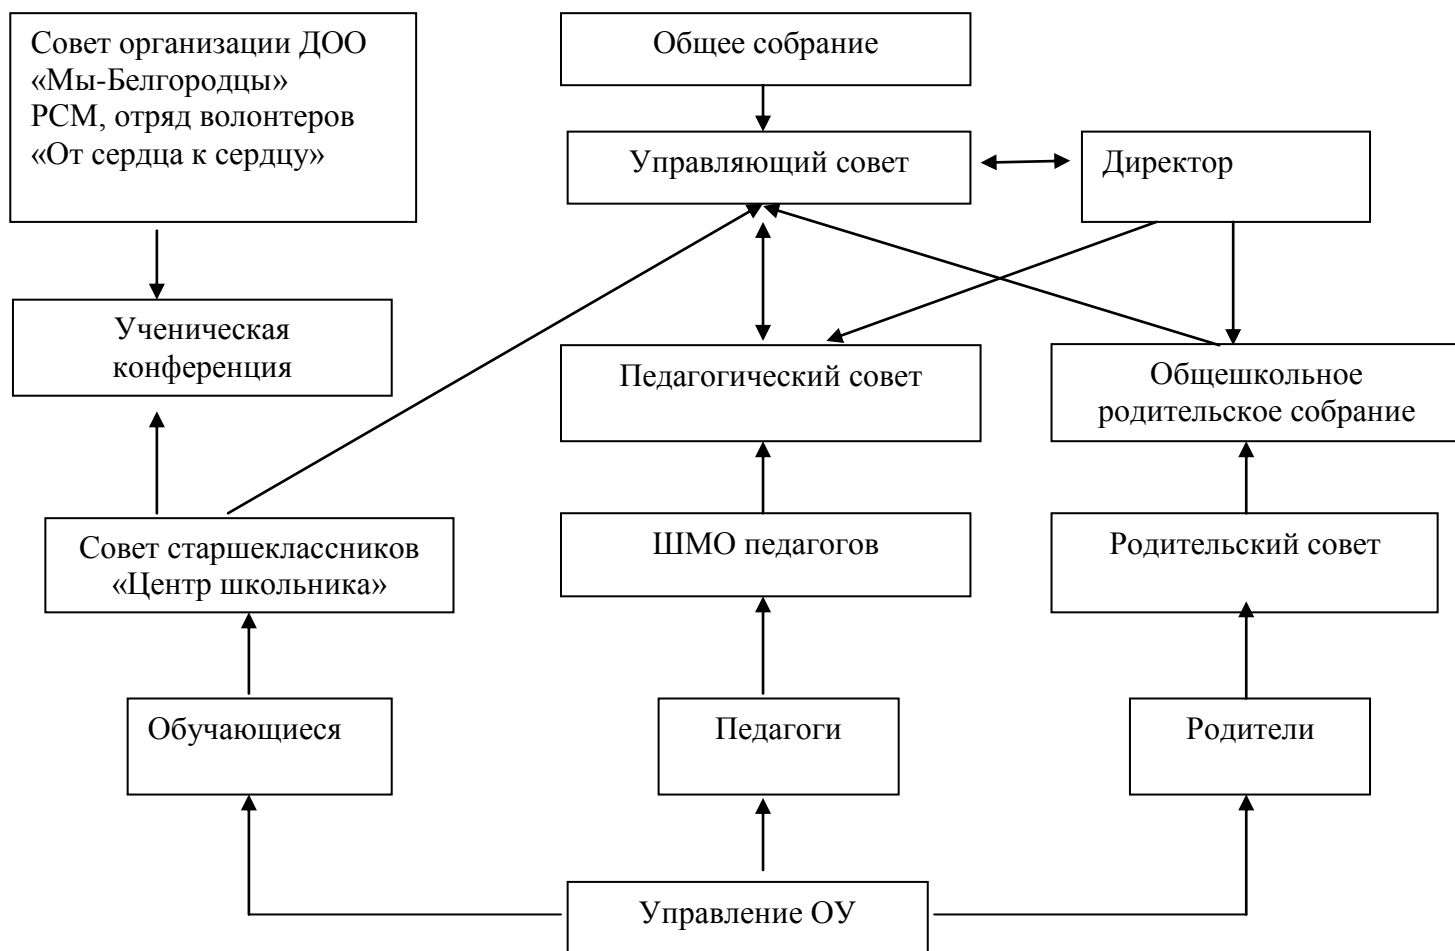 Совет организации ДОО
«Мы-Белгородцы»
РСМ, отряд волонтеров
«От сердца к сердцу»
Общее собрание
Управляющий совет
Директор
Ученическая
конференция
Педагогический совет
Общешкольное
родительское собрание
Совет старшеклассников
«Центр школьника»
ШМО педагогов
Родительский совет
Обучающиеся
Педагоги
Родители
Управление ОУ